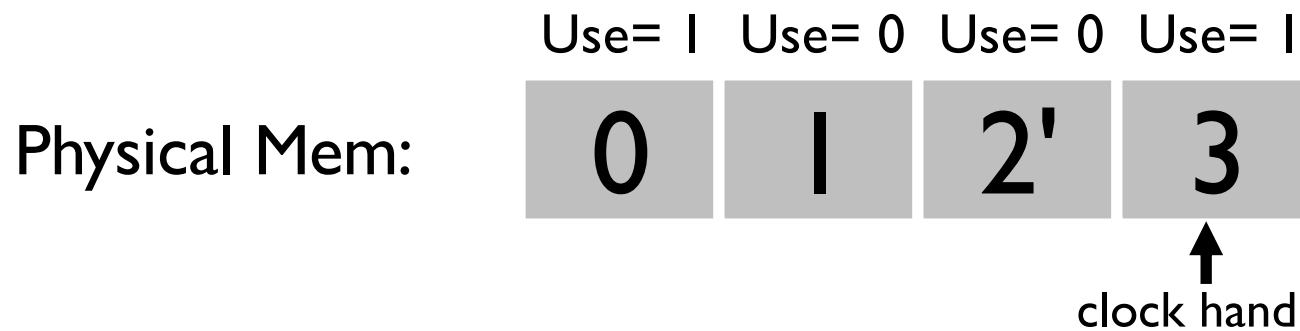 Use= 1 Use= 0 Use= 0 Use= 1
Physical Mem: 0 1 2' 3
clock hand